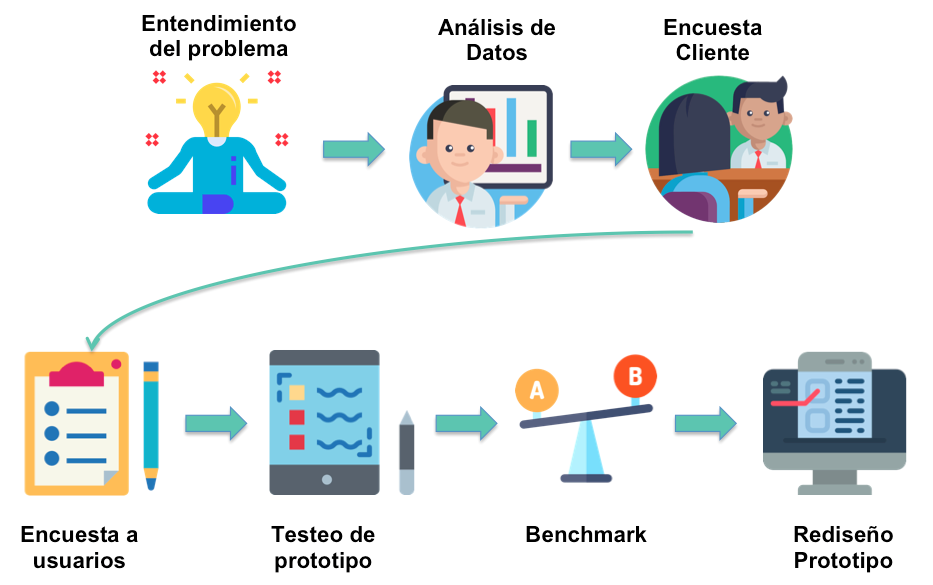 Entendimiento
del problema
Análisis de
Datos
Encuesta
Cliente
A
B
Encuesta a
usuarios
Testeo de
prototipo
Benchmark
Rediseño
Prototipo